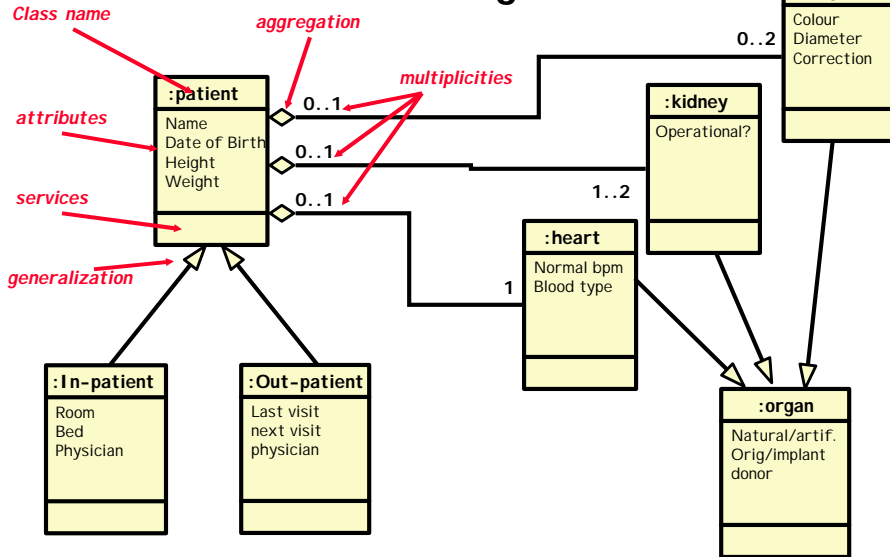 Class name
aggregation
Colour
Diameter
Correction
0..2
multiplicities
:patient
0..1
:kidney
attributes
Name
Date of Birth
Height
Weight
Operational?
0..1
1..2
services
0..1
:heart
generalization
Normal bpm
Blood type
1
:In-patient
:Out-patient
Room
Bed
Physician
Last visit
next visit
physician
:organ
Natural/artif.
Orig/implant
donor